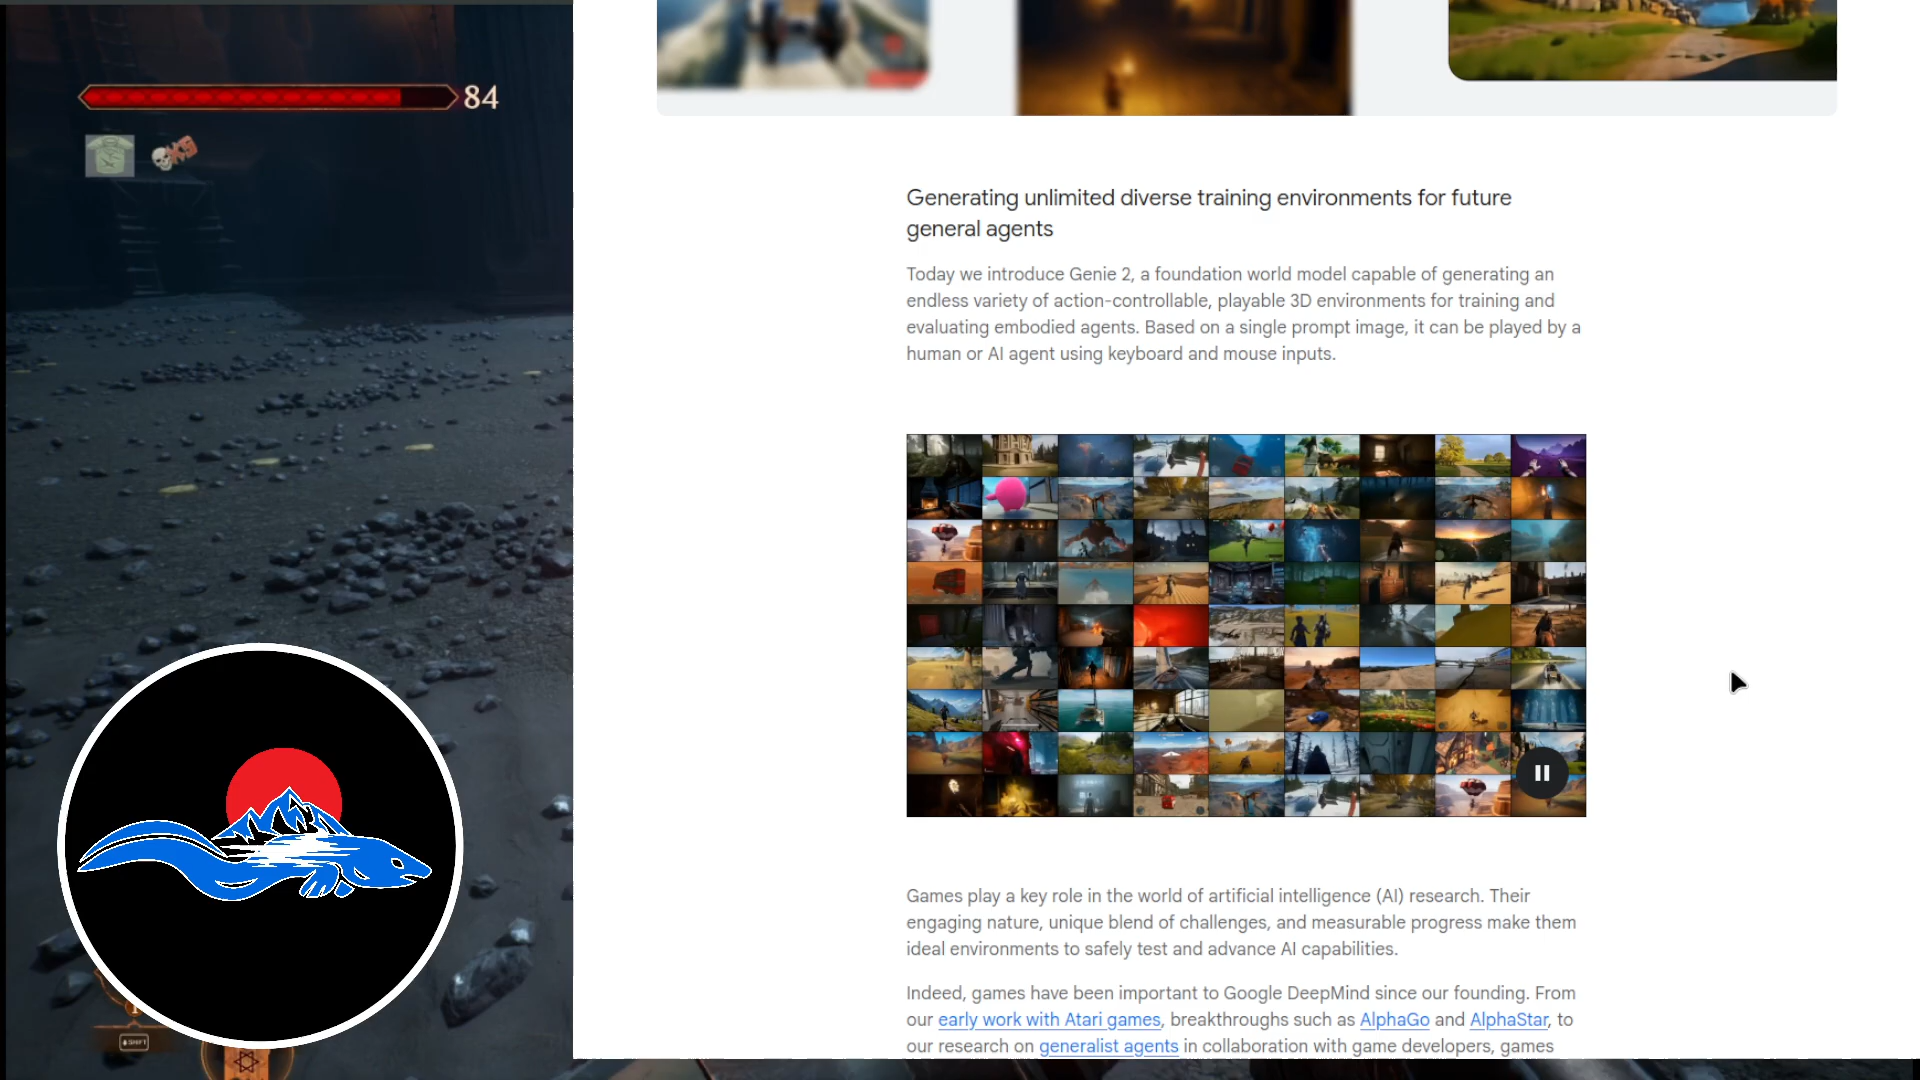 84
Generating unlimited diverse training environments for future
general agents
Today we introduce Genie 2, a foundation world model capable of generating an
endless variety of action-controllable, playable 3D environments for training and
evaluating embodied agents. Based on a single prompt image, it can be played by a
human or AI agent using keyboard and mouse inputs.
Games play a key role in the world of artificial intelligence (AI) research. Their
engaging nature, unique blend of challenges, and measurable progress make them
ideal environments to safely test and advance AI capabilities.
Indeed, games have been important to Google DeepMind since our founding. From
our early work with Atari games, breakthroughs such as AlphaGo and AlphaStar, to
our research on generalist agents in collaboration with game developers, games
SHIFT